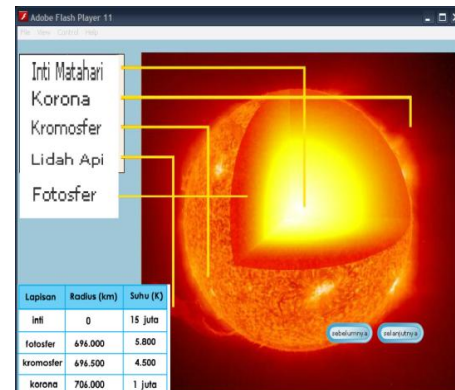 Adobe Flash Player 11
File View Control Help
Inti Matahari
Korona
Kromosfer
Lidah Api
Fotosfer
Lapisan Radius (km) Suhu (K)
inti 0 15 juta
fotosfer 696.000 5.800
kromosfer 696.500 4.500
korona 706.000 1 juta
sebelumnya selanjutnya